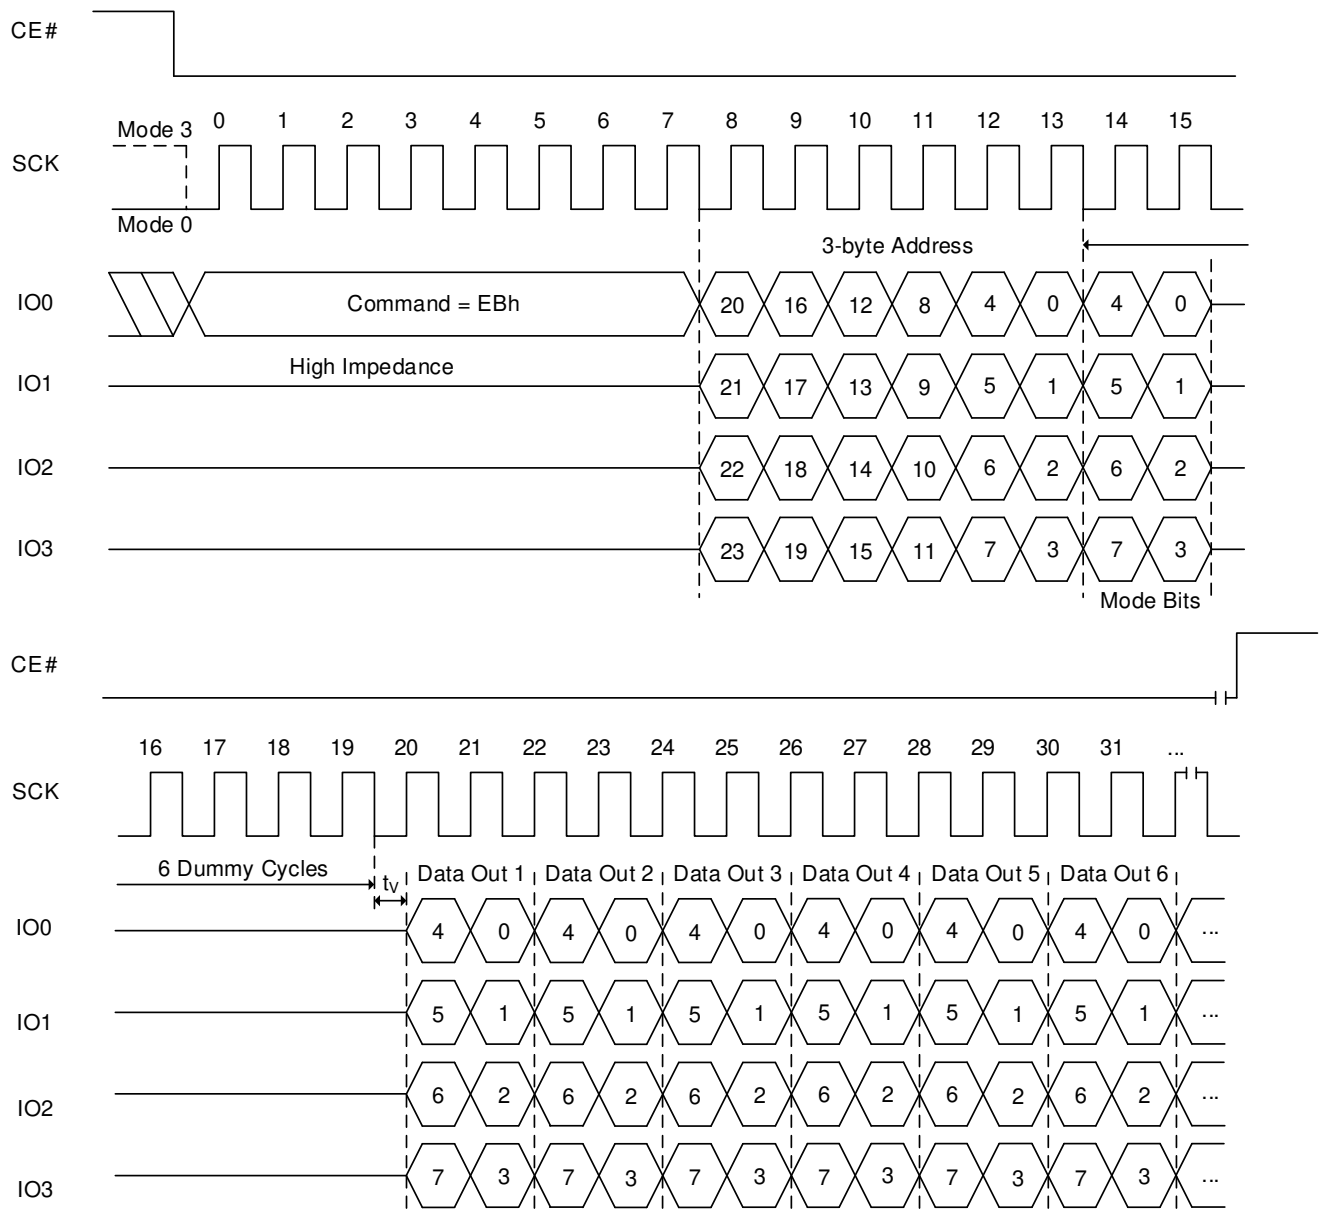 CE#
Mode 3 0 1 2 3 4 5 6 7 8 9 10 11 12 13 14 15
SCK
Mode 0
3-byte Address
IO0 Command = EBh 20 16 12 8 4 0 4 0
High Impedance
IO1 21 17 13 9 5 1 5 1
IO2 22 18 14 10 6 2 6 2
IO3 23 19 15 11 7 3 7 3
Mode Bits
CE#
16 17 18 19 20 21 22 23 24 25 26 27 28 29 30 31 ...
SCK
6 Dummy Cycles tV Data Out 1 Data Out 2 Data Out 3 Data Out 4 Data Out 5 Data Out 6
IO0 4 0 4 0 4 0 4 0 4 0 4 0 ...
IO1 5 1 5 1 5 1 5 1 5 1 5 1 ...
IO2 6 2 6 2 6 2 6 2 6 2 6 2 ...
IO3 7 3 7 3 7 3 7 3 7 3 7 3 ...